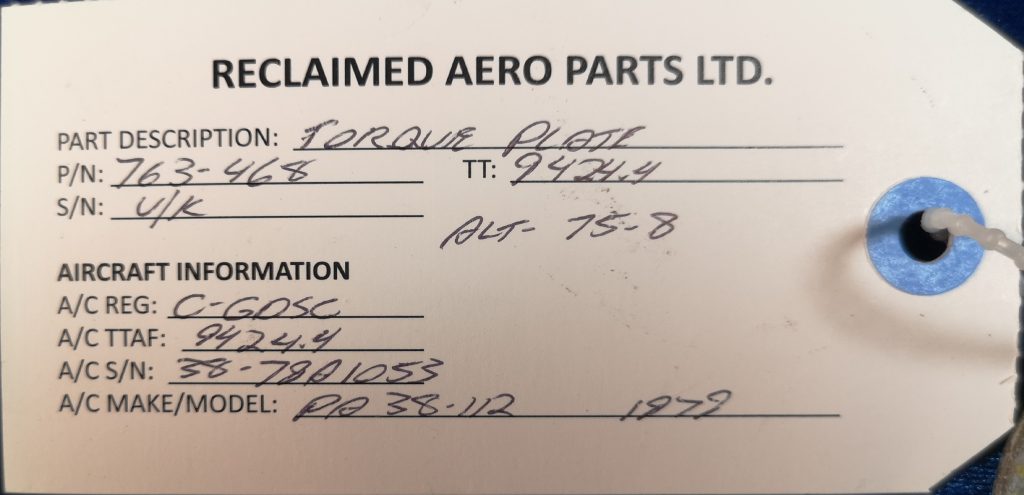 RECLAIMED AERO PARTS LTD.
PART DESCRIPTION: TORQUE PLATE
P/N: 763-468 TT: 9424.4
S/N: U/K
ALT- 75-8
AIRCRAFT INFORMATION
A/C REG: C-GDSC
A/C TTAF: 9424.4
A/C S/N: 38-79A1053
A/C MAKE/MODEL: PA 38-112 1979